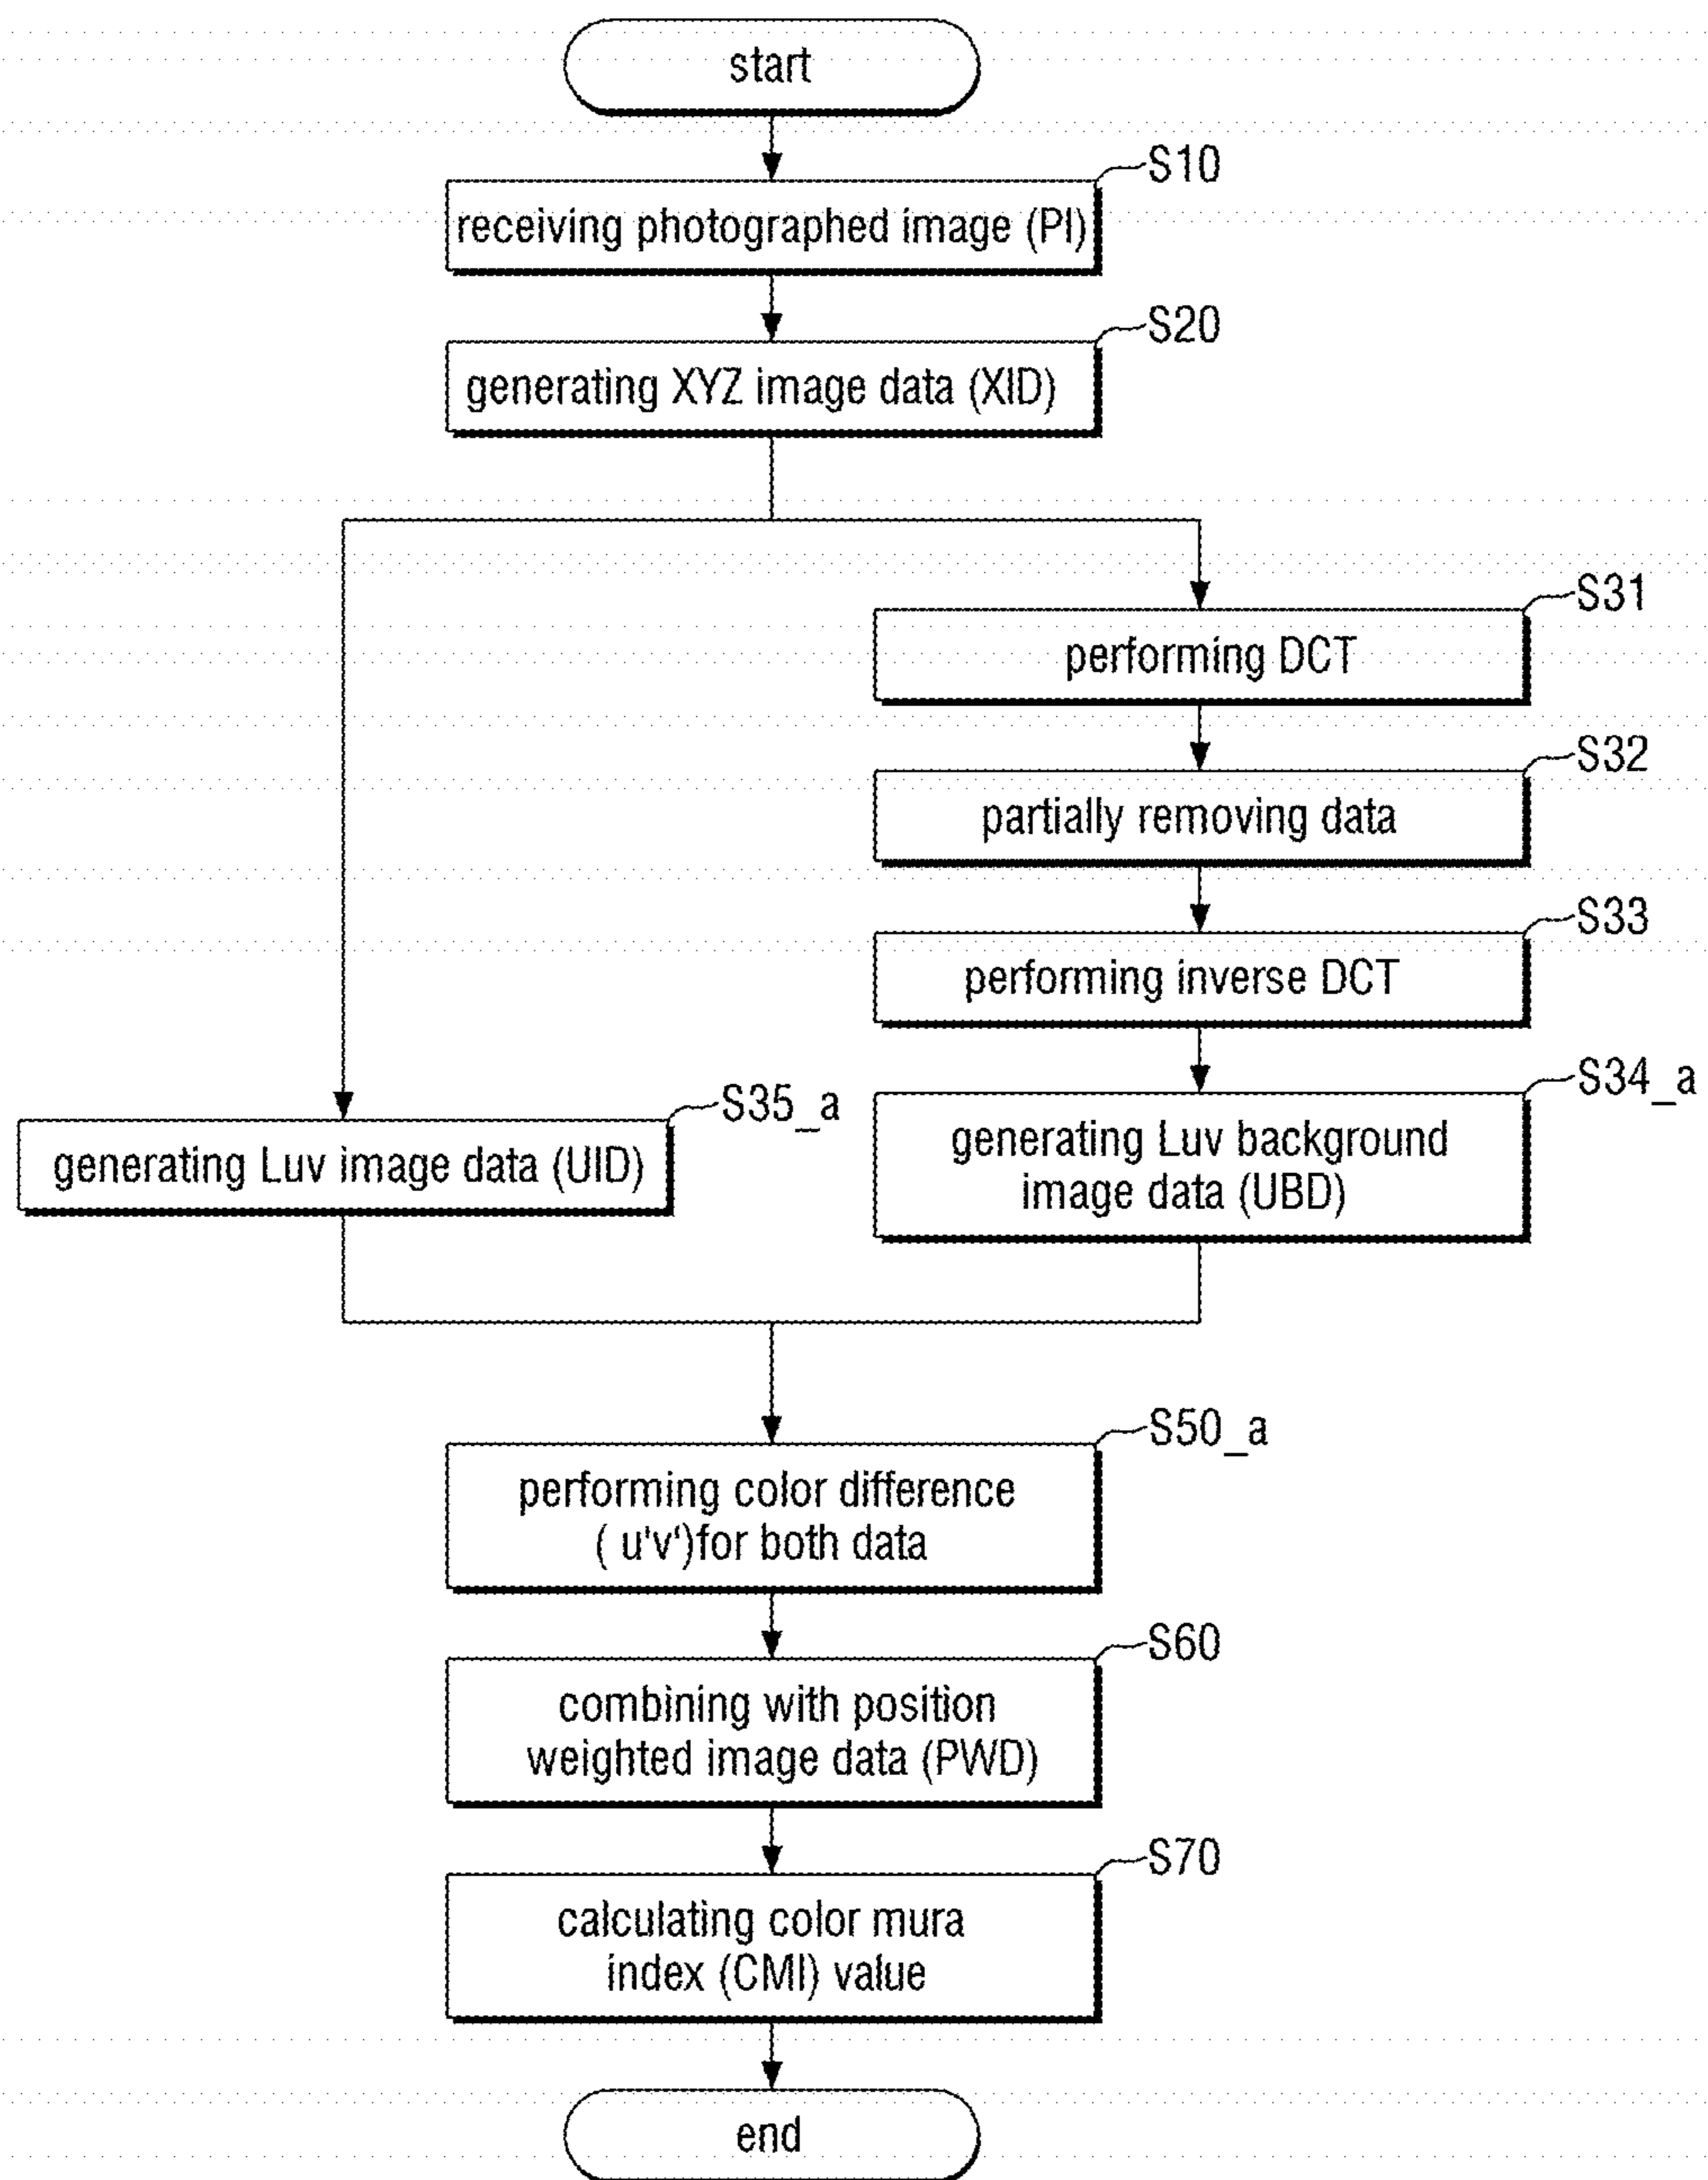 start
S10
receiving photographed image (PI)
S20
generating XYZ image data (XID)
S31
performing DCT
S32
partially removing data
S33
performing inverse DCT
S35_a
generating Luv image data (UID)
S34_a
generating Luv background
image data (UBD)
S50_a
performing color difference
( u'v')for both data
S60
combining with position
weighted image data (PWD)
S70
calculating color mura
index (CMI) value
end